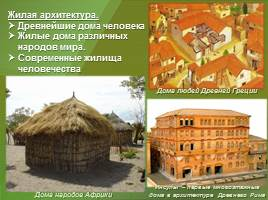 Жилая архитектура.
➢ Древнейшие дома человека
➢ Жилые дома различных
народов мира.
➢ Современные жилища
человечества
Дома людей Древней Греции
Дома народов Африки
Инсулы – первые многоэтажные
дома в архитектуре Древнего Рима